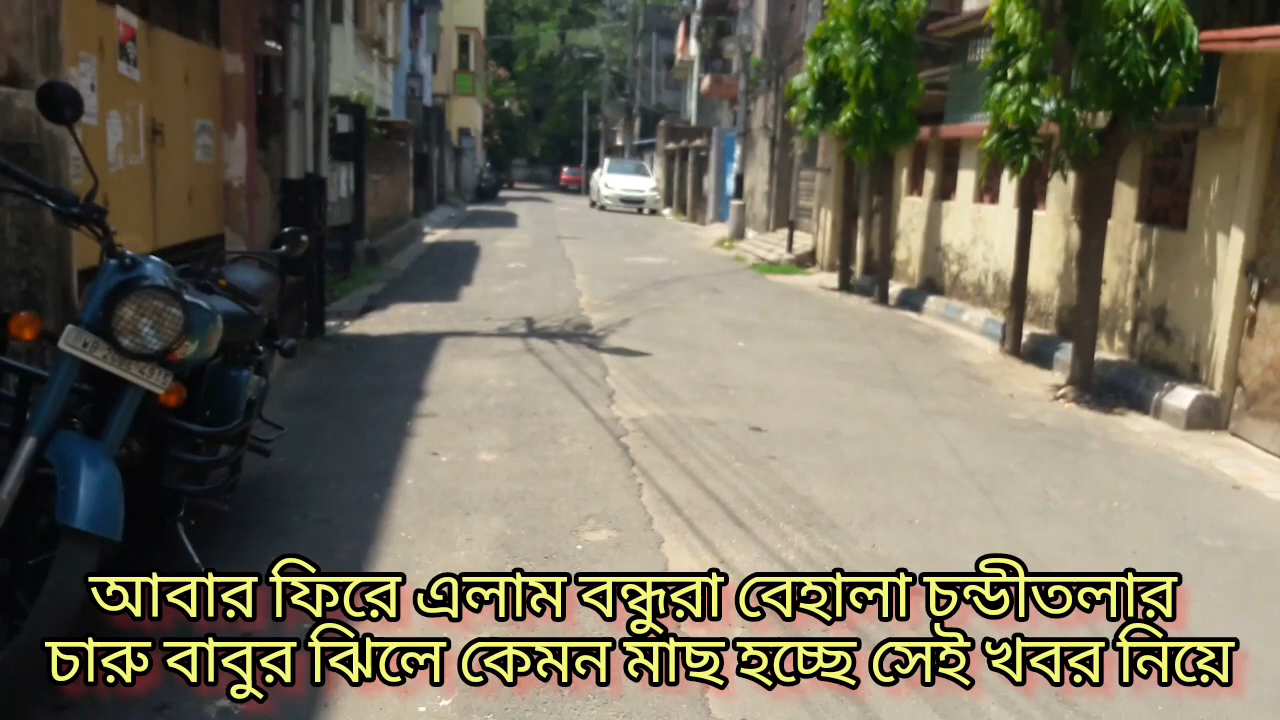 আবার ফিরে এলাম বন্ধুরা বেহালা চন্ডীতলার
চারু বাবুর ঝিলে কেমন মাছ হচ্ছে সেই খবর নিয়ে